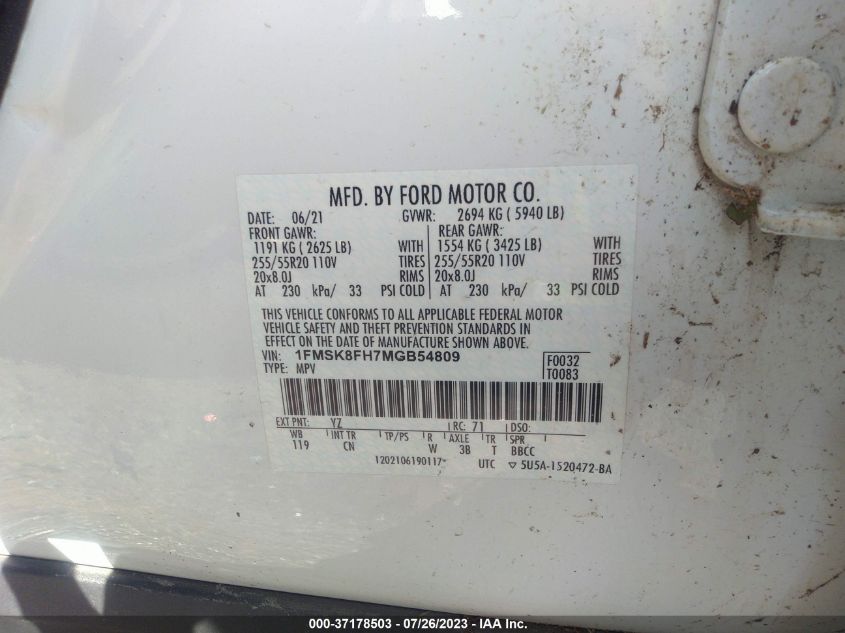 MFD. BY FORD MOTOR CO.
DATE: 06/21 GVWR: 2694 KG ( 5940 LB)
FRONT GAWR: REAR GAWR:
1191 KG ( 2625 LB) WITH 1554 KG ( 3425 LB) WITH
255/55R20 110V TIRES 255/55R20 110V TIRES
20x8.0J RIMS 20x8.0J RIMS
AT 230 kPa/ 33 PSI COLD AT 230 kPa/ 33 PSI COLD
THIS VEHICLE CONFORMS TO ALL APPLICABLE FEDERAL MOTOR
VEHICLE SAFETY AND THEFT PREVENTION STANDARDS IN
EFFECT ON THE DATE OF MANUFACTURE SHOWN ABOVE.
VIN: 1FMSK8FH7MGB54809 F0032
TYPE: MPV T0083
EXT PNT: YZ RC: 71 DSO:
WB INT TR TP/PS R AXLE TR SPR
119 CN W 3B T BBCC
1202106190117* UTC ▽ 5U5A-1520472-BA
000-37178503 - 07/26/2023 - IAA Inc.